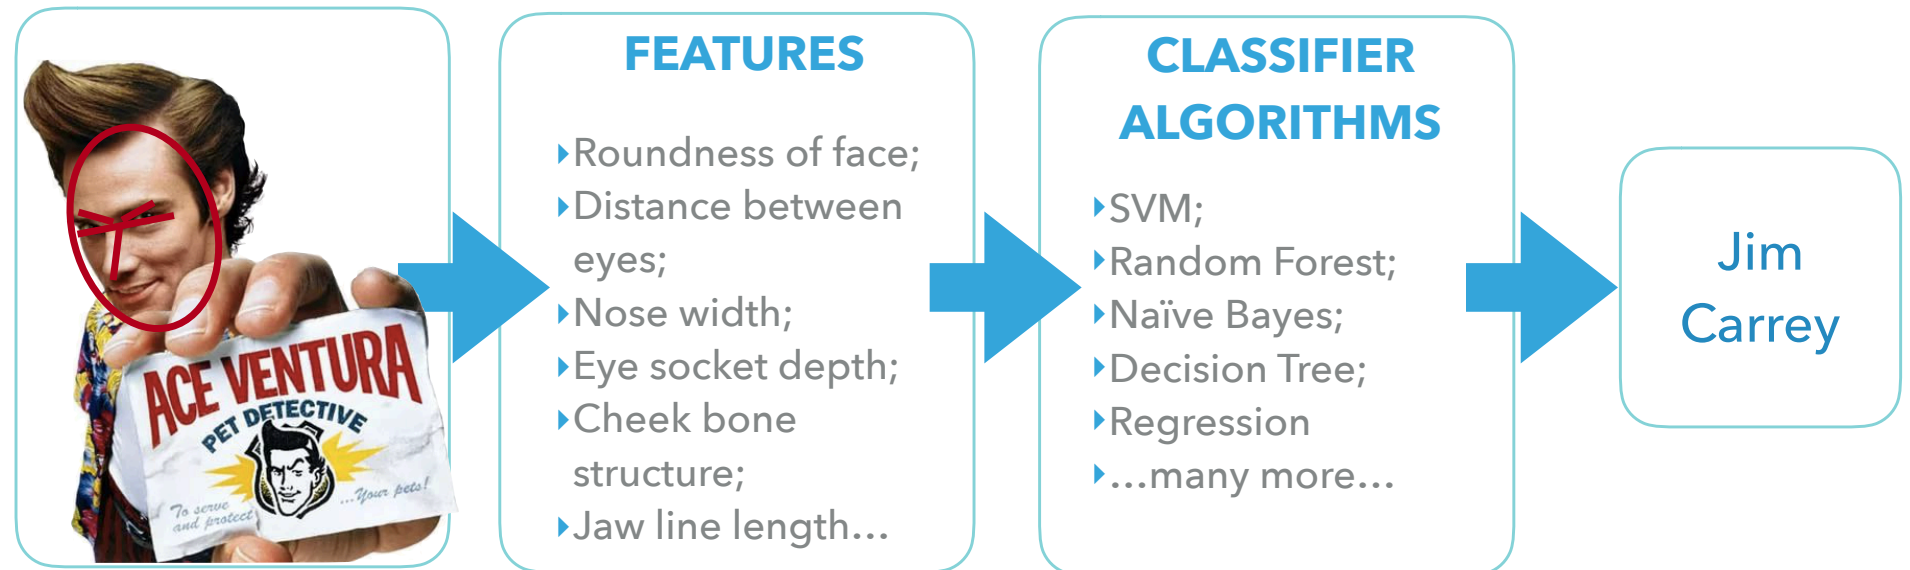 ACE VENTURA
PET DETECTIVE
To serve
and protect
...Your pets!
FEATURES
Roundness of face;
Distance between
eyes;
Nose width;
Eye socket depth;
Cheek bone
structure;
Jaw line length…
CLASSIFIER
ALGORITHMS
SVM;
Random Forest;
Naïve Bayes;
Decision Tree;
Regression
…many more…
Jim
Carrey